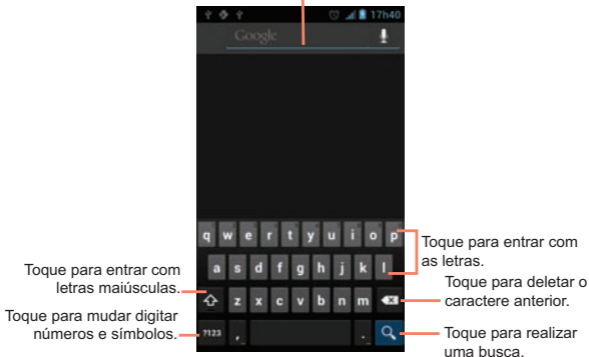 17h40
Google
q w e r t y u i o p
a s d f g h j k l
z x c v b n m
?123 , .
Toque para entrar com
as letras.
Toque para entrar com
letras maiúsculas.
Toque para deletar o
caractere anterior.
Toque para mudar digitar
números e símbolos.
Toque para realizar
uma busca.